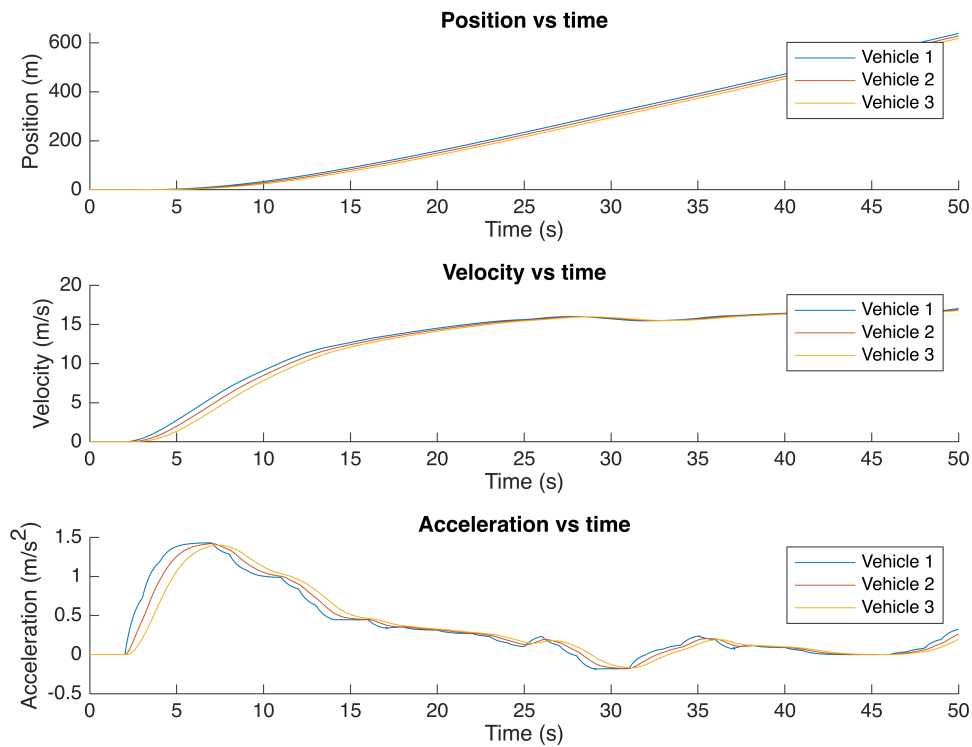 Position vs time
Position (m)
600
400
200
0
Vehicle 1
Vehicle 2
Vehicle 3
0 5 10 15 20 25 30 35 40 45 50
Time (s)
Velocity vs time
Velocity (m/s)
20
15
10
5
0
Vehicle 1
Vehicle 2
Vehicle 3
0 5 10 15 20 25 30 35 40 45 50
Time (s)
Acceleration vs time
Acceleration (m/s²)
1.5
1
0.5
0
-0.5
Vehicle 1
Vehicle 2
Vehicle 3
0 5 10 15 20 25 30 35 40 45 50
Time (s)